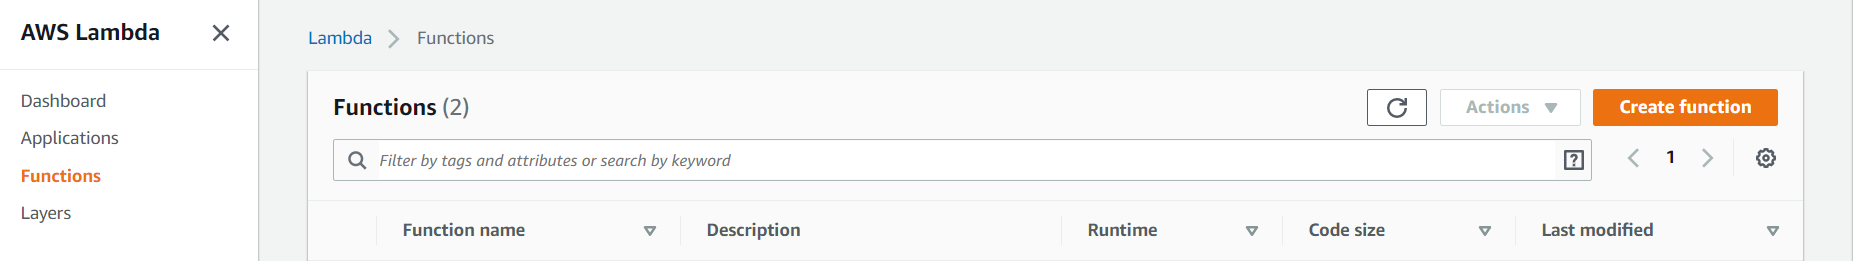 AWS Lambda
Dashboard
Applications
Functions
Layers
Lambda Functions
Functions (2)
Actions
Create function
Filter by tags and attributes or search by keyword
?
1
Function name Description Runtime Code size Last modified